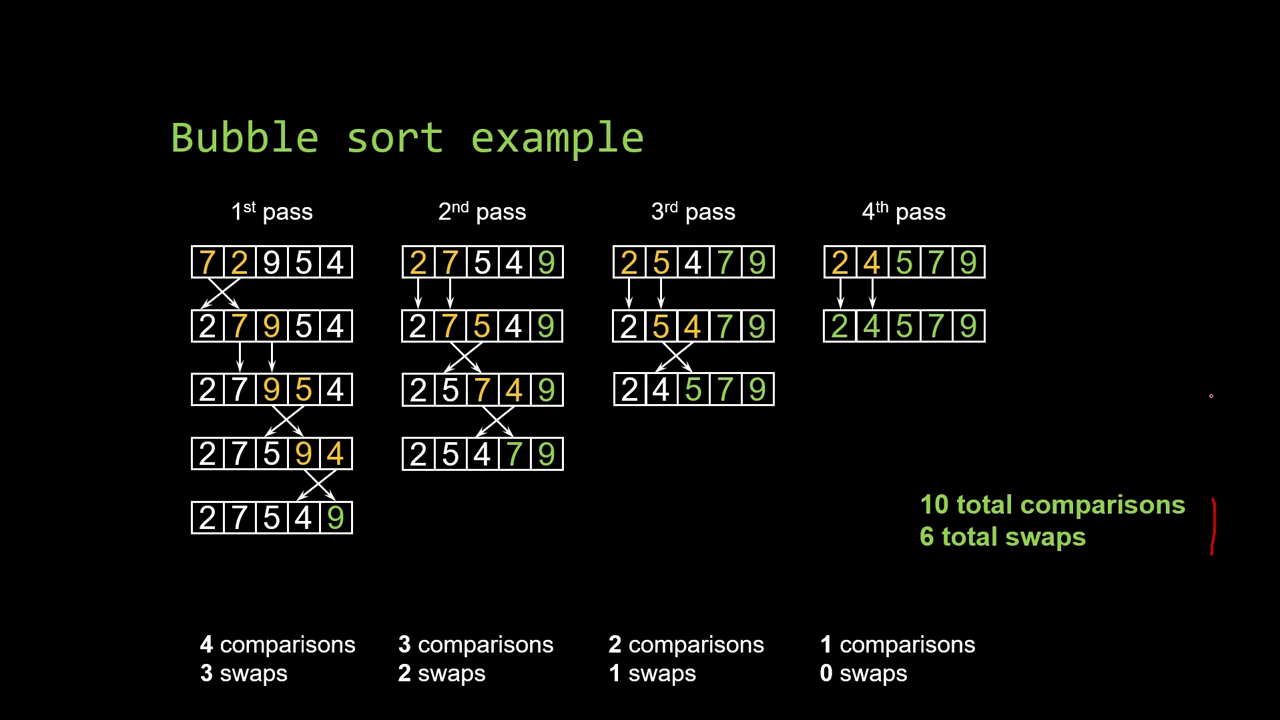 Bubble sort example
1st pass 2nd pass 3rd pass 4th pass
7 2 9 5 4 2 7 5 4 9 2 5 4 7 9 2 4 5 7 9
2 7 9 5 4 2 7 5 4 9 2 5 4 7 9 2 4 5 7 9
2 7 9 5 4 2 5 7 4 9 2 4 5 7 9
2 7 5 9 4 2 5 4 7 9
2 7 5 4 9
10 total comparisons
6 total swaps
4 comparisons 3 comparisons 2 comparisons 1 comparisons
3 swaps 2 swaps 1 swaps 0 swaps